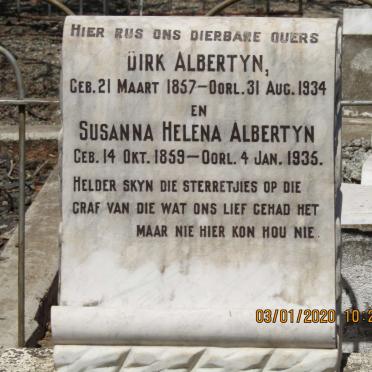 HIER RUS ONS DIERBARE OUERS
DIRK ALBERTYN,
GEB. 21 MAART 1857—OORL. 31 AUG. 1934
EN
SUSANNA HELENA ALBERTYN
GEB. 14 OKT. 1859—OORL. 4 JAN. 1935.
HELDER SKYN DIE STERRETJIES OP DIE
GRAF VAN DIE WAT ONS LIEF GEHAD HET
MAAR NIE HIER KON HOU NIE.
03/01/2020 10:2